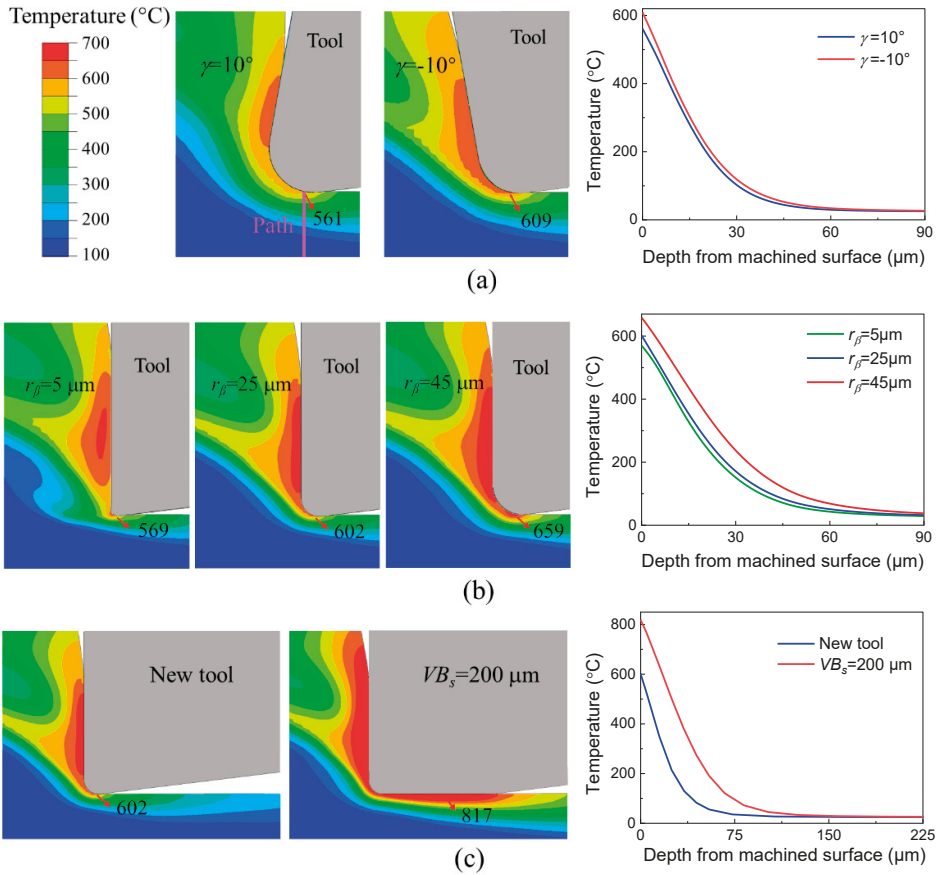 Temperature (°C)
700
600
500
400
300
200
100
γ=10°
Tool
Path
561
γ=-10°
Tool
609
Temperature (°C)
600
400
200
0
γ=10°
γ=-10°
0
30
60
90
Depth from machined surface (μm)
(a)
rβ=5 μm
Tool
569
rβ=25 μm
Tool
602
rβ=45 μm
Tool
659
Temperature (°C)
600
400
200
0
rβ=5μm
rβ=25μm
rβ=45μm
0
30
60
90
Depth from machined surface (μm)
(b)
New tool
602
VBs=200 μm
817
Temperature (°C)
800
600
400
200
0
New tool
VBs=200 μm
0
75
150
225
Depth from machined surface (μm)
(c)